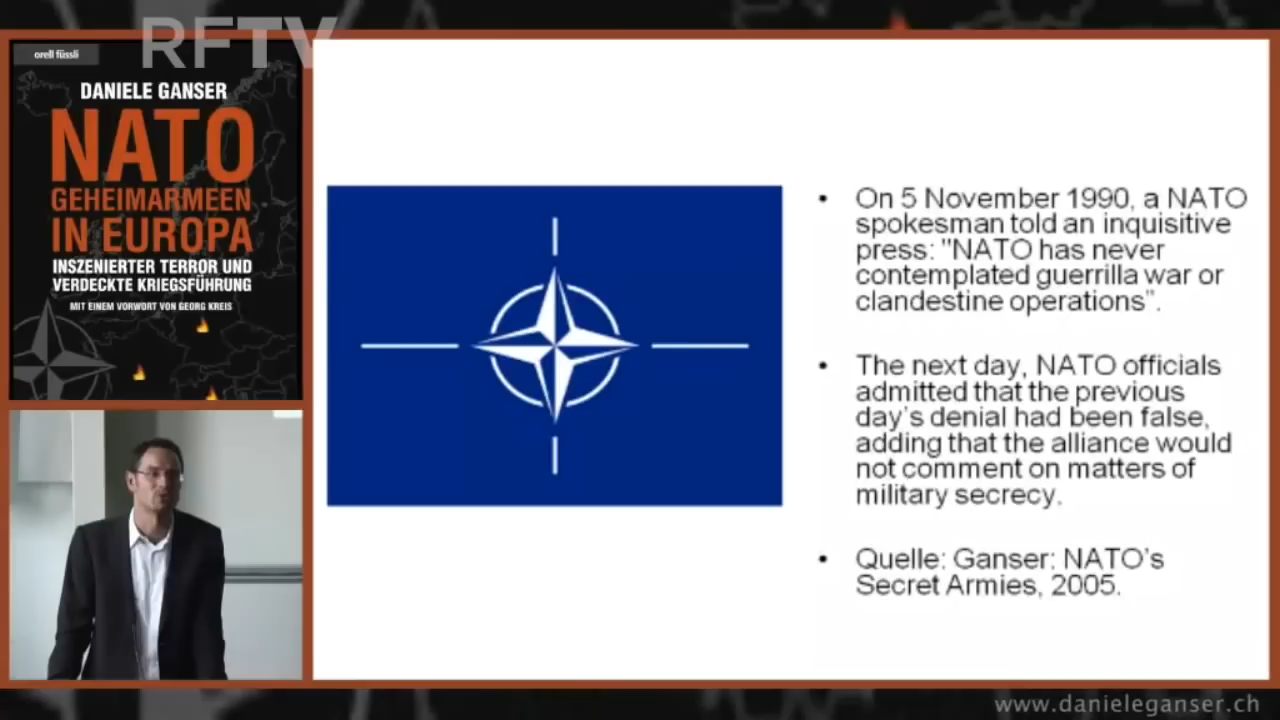 RFTV
orell füssli
DANIELE GANSER
NATO
GEHEIMARMEEN
IN EUROPA
INSZENIERTER TERROR UND
VERDECKTE KRIEGSFÜHRUNG
MIT EINEM VORWORT VON GEORG KREIS
• On 5 November 1990, a NATO
spokesman told an inquisitive
press: "NATO has never
contemplated guerrilla war or
clandestine operations".
• The next day, NATO officials
admitted that the previous
day's denial had been false,
adding that the alliance would
not comment on matters of
military secrecy.
• Quelle: Ganser: NATO's
Secret Armies, 2005.
www.danieleganser.ch